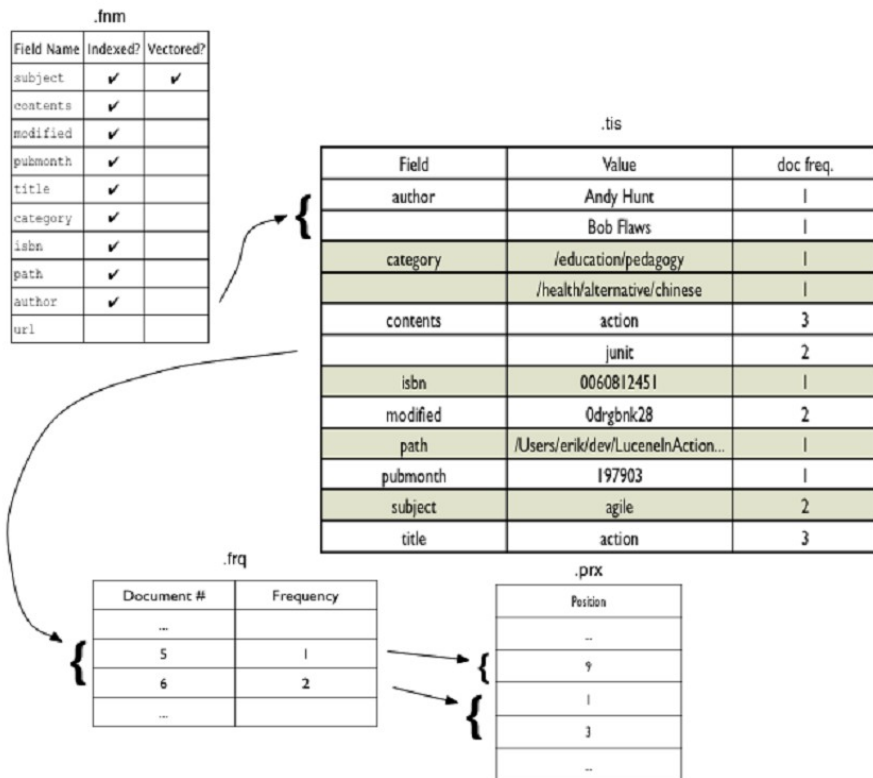 .fnm
Field Name Indexed? Vectored?
subject ✔ ✔
contents ✔
modified ✔
pubmonth ✔
title ✔
category ✔
isbn ✔
path ✔
author ✔
url
.tis
Field Value doc freq.
author Andy Hunt 1
Bob Flaws 1
category /education/pedagogy 1
/health/alternative/chinese 1
contents action 3
junit 2
isbn 0060812451 1
modified 0drgbnk28 2
path /Users/erik/dev/LuceneInAction... 1
pubmonth 197903 1
subject agile 2
title action 3
.frq
Document # Frequency
...
5 1
6 2
...
.prx
Position
...
9
1
3
...